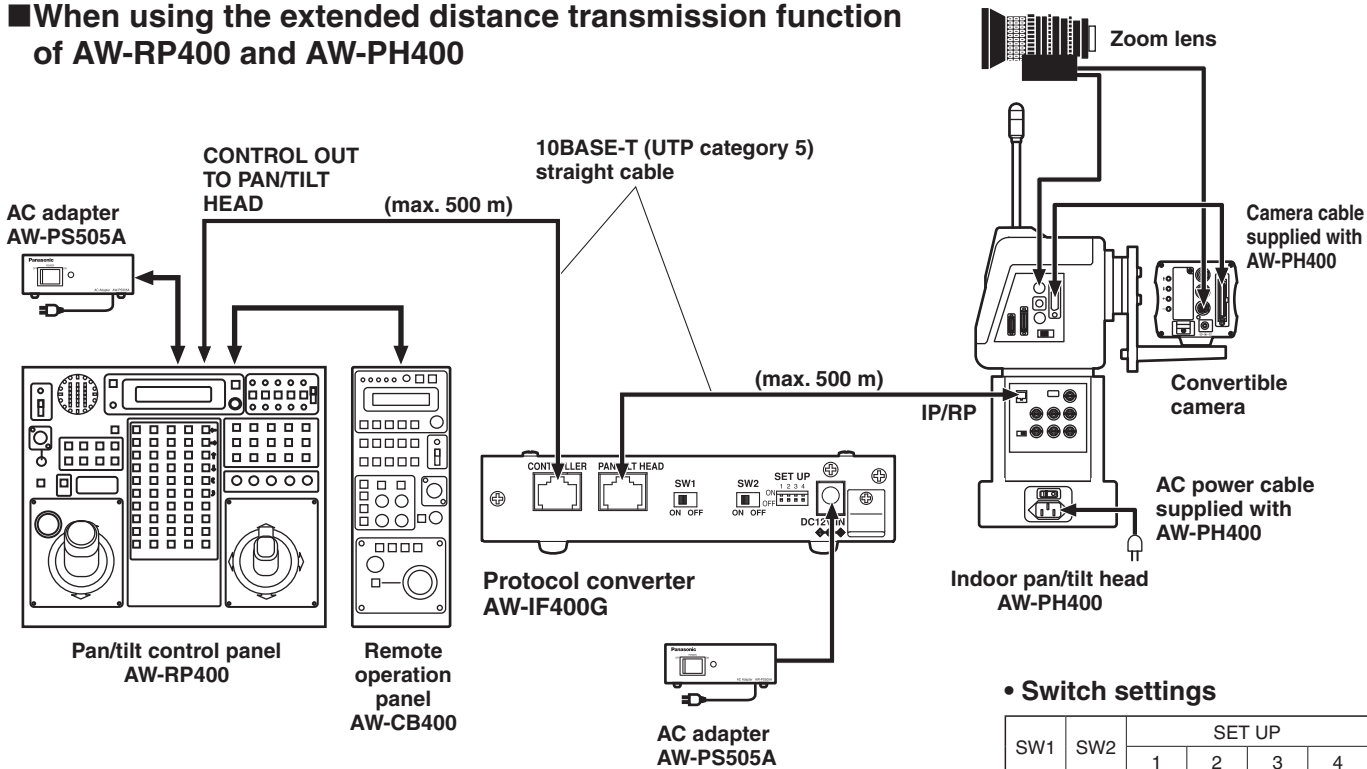 ■When using the extended distance transmission function
of AW-RP400 and AW-PH400
Zoom lens
CONTROL OUT
TO PAN/TILT
HEAD
(max. 500 m)
10BASE-T (UTP category 5)
straight cable
AC adapter
AW-PS505A
Panasonic
Camera cable
supplied with
AW-PH400
Convertible
camera
(max. 500 m)
IP/RP
CONTROLLER
PAN/TILT HEAD
SW1
ON OFF
SW2
ON OFF
SET UP
1 2 3 4
ON
OFF
DC12V IN
AC power cable
supplied with
AW-PH400
Indoor pan/tilt head
AW-PH400
Protocol converter
AW-IF400G
Pan/tilt control panel
AW-RP400
Remote
operation
panel
AW-CB400
Panasonic
AC adapter
AW-PS505A
• Switch settings
SW1 SW2 SET UP
1 2 3 4